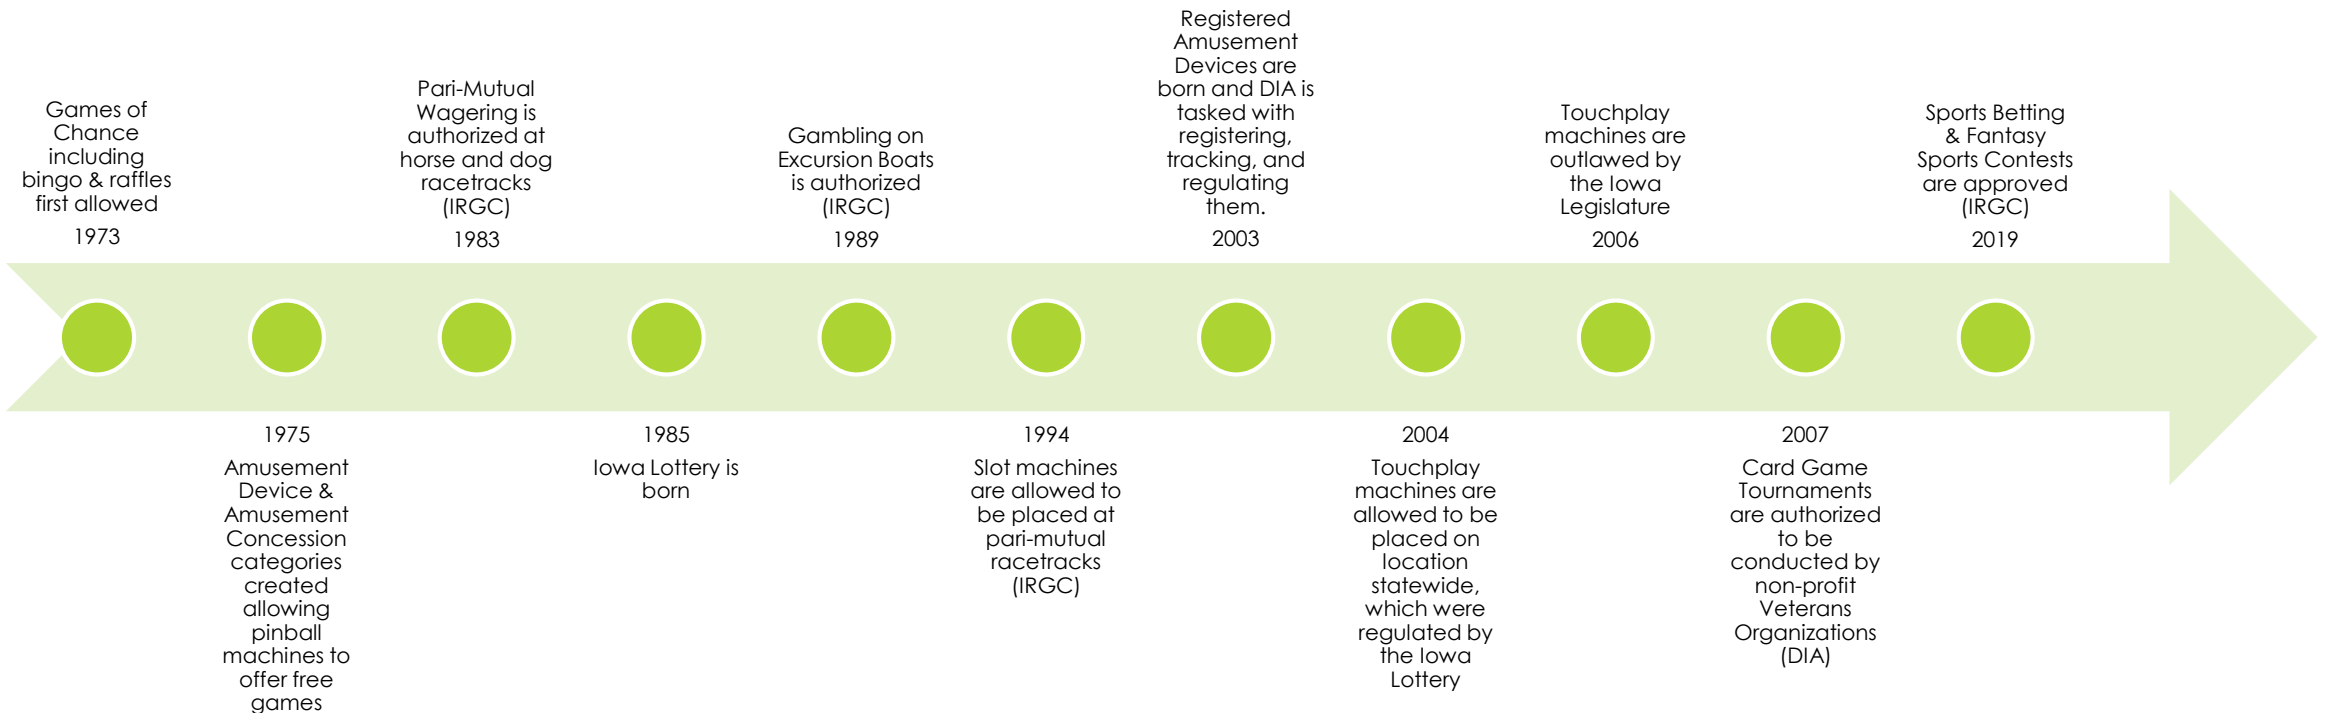 Games of
Chance
including
bingo & raffles
first allowed
1973
1975
Amusement
Device &
Amusement
Concession
categories
created
allowing
pinball
machines to
offer free
games
Pari-Mutual
Wagering is
authorized at
horse and dog
racetracks
(IRGC)
1983
1985
Iowa Lottery is
born
Gambling on
Excursion Boats
is authorized
(IRGC)
1989
1994
Slot machines
are allowed to
be placed at
pari-mutual
racetracks
(IRGC)
Registered
Amusement
Devices are
born and DIA is
tasked with
registering,
tracking, and
regulating
them.
2003
2004
Touchplay
machines are
allowed to be
placed on
location
statewide,
which were
regulated by
the Iowa
Lottery
Touchplay
machines are
outlawed by
the Iowa
Legislature
2006
2007
Card Game
Tournaments
are authorized
to be
conducted by
non-profit
Veterans
Organizations
(DIA)
Sports Betting
& Fantasy
Sports Contests
are approved
(IRGC)
2019